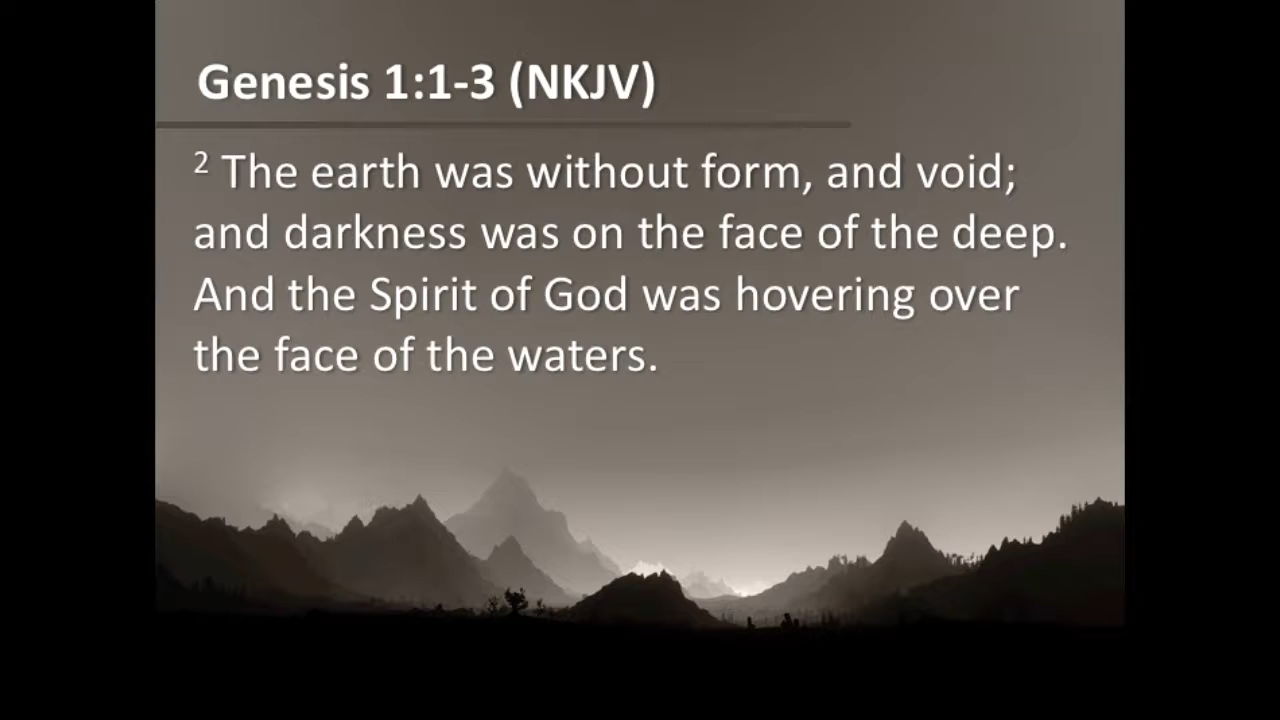 Genesis 1:1-3 (NKJV)
² The earth was without form, and void;
and darkness was on the face of the deep.
And the Spirit of God was hovering over
the face of the waters.